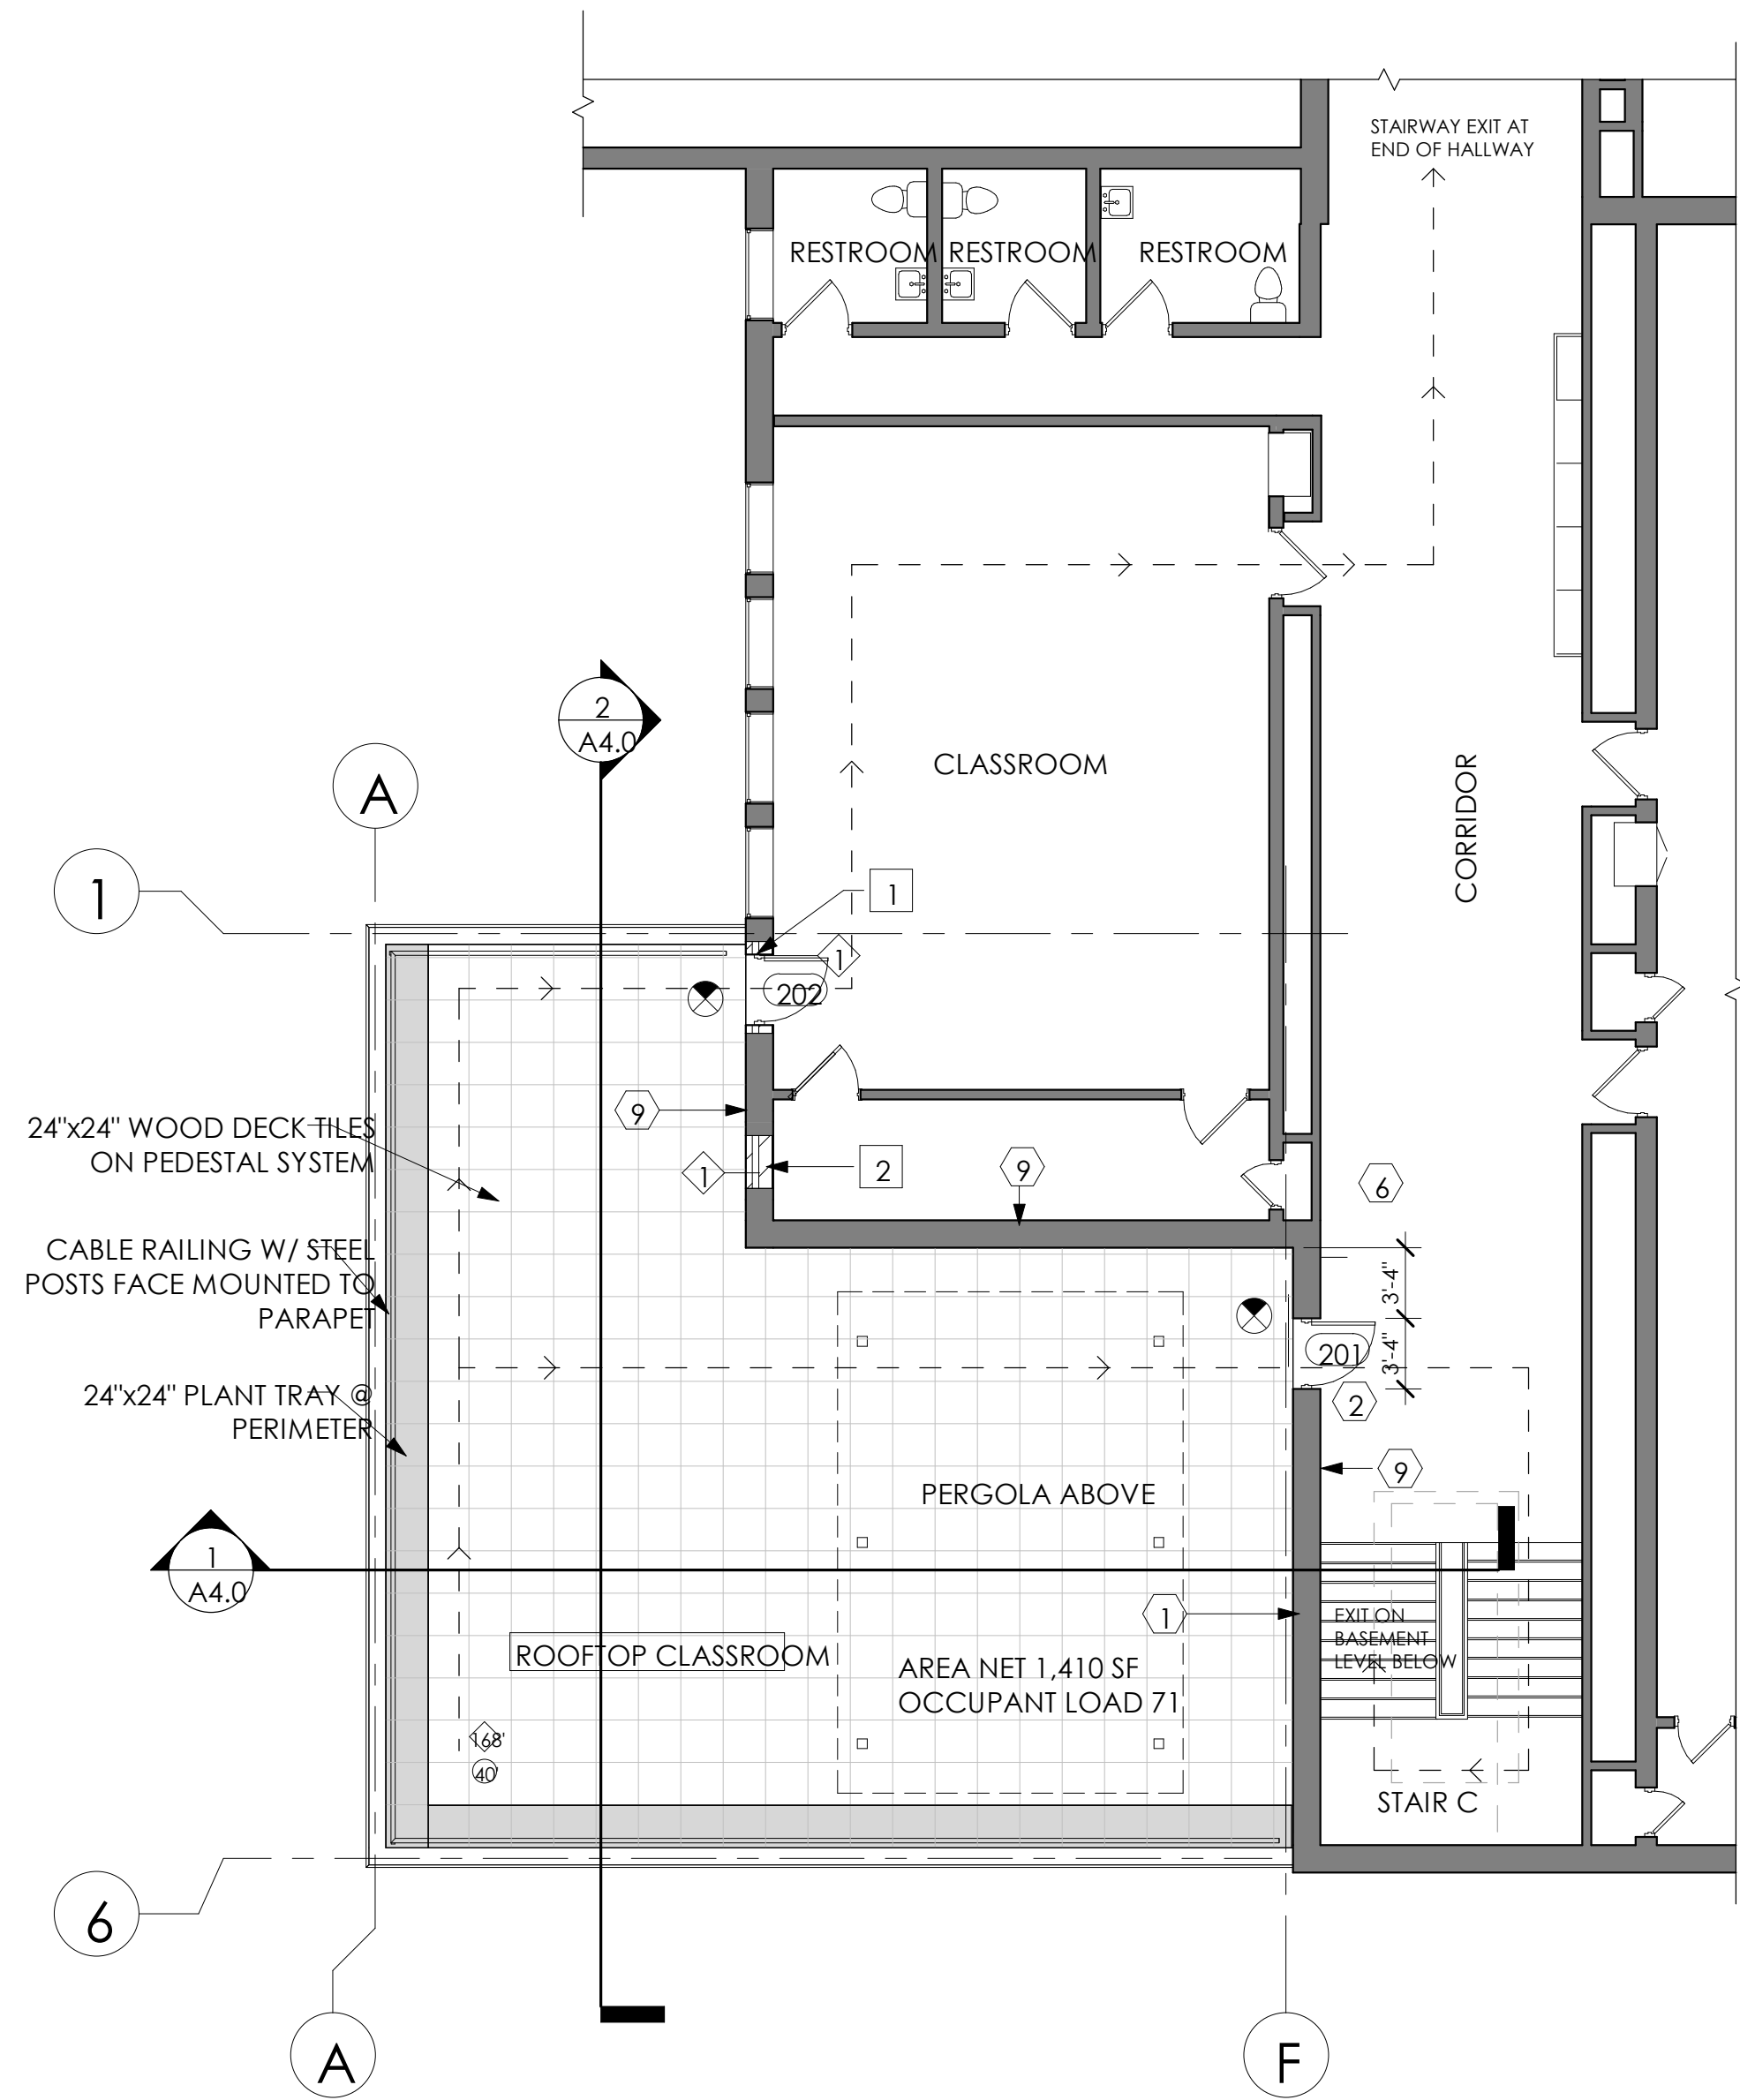 STAIRWAY EXIT AT
END OF HALLWAY
RESTROOM
RESTROOM
RESTROOM
2
A4.0
A
CLASSROOM
CORRIDOR
1
1
1
202
9
24"x24" WOOD DECK TILES
ON PEDESTAL SYSTEM
1
2
9
6
CABLE RAILING W/ STEEL
POSTS FACE MOUNTED TO
PARAPET
3'-4"
201
3'-4"
24"x24" PLANT TRAY @
PERIMETER
2
9
PERGOLA ABOVE
1
A4.0
1
EXIT ON
BASEMENT
LEVEL BELOW
ROOFTOP CLASSROOM
AREA NET 1,410 SF
OCCUPANT LOAD 71
168'
40'
STAIR C
6
A
F